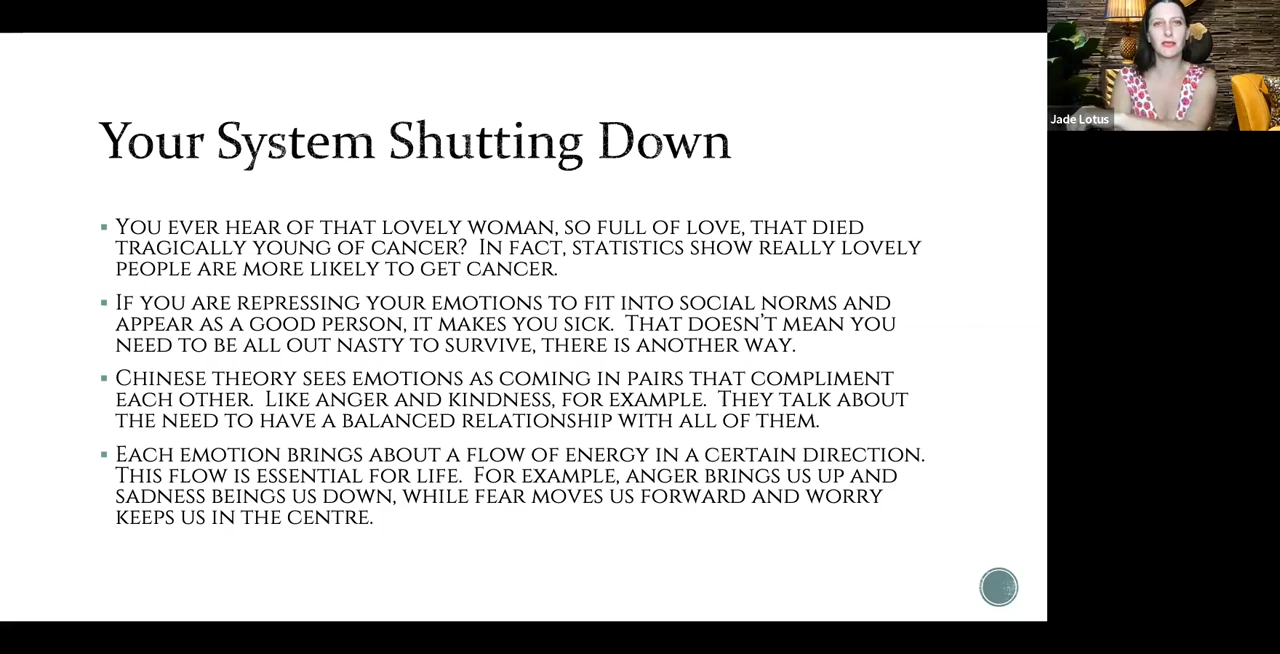 Your System Shutting Down
You ever hear of that lovely woman, so full of love, that died
tragically young of cancer? In fact, statistics show really lovely
people are more likely to get cancer.
If you are repressing your emotions to fit into social norms and
appear as a good person, it makes you sick. That doesn't mean you
need to be all out nasty to survive, there is another way.
Chinese theory sees emotions as coming in pairs that compliment
each other. Like anger and kindness, for example. They talk about
the need to have a balanced relationship with all of them.
Each emotion brings about a flow of energy in a certain direction.
This flow is essential for life. For example, anger brings us up and
sadness beings us down, while fear moves us forward and worry
keeps us in the centre.
Jade Lotus